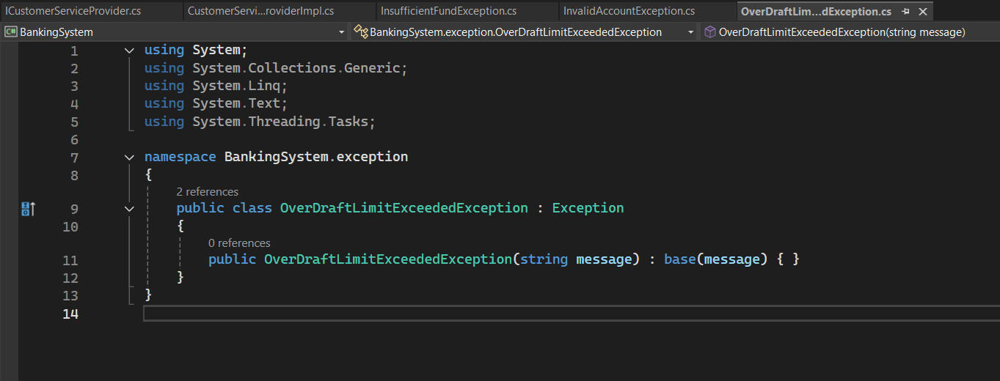 ICustomerServiceProvider.cs
CustomerServi...roviderImpl.cs
InsufficientFundException.cs
InvalidAccountException.cs
OverDraftLim...dException.cs
C# BankingSystem
BankingSystem.exception.OverDraftLimitExceededException
OverDraftLimitExceededException(string message)
1 using System;
2 using System.Collections.Generic;
3 using System.Linq;
4 using System.Text;
5 using System.Threading.Tasks;
6
7 namespace BankingSystem.exception
8 {
2 references
9 public class OverDraftLimitExceededException : Exception
10 {
0 references
11 public OverDraftLimitExceededException(string message) : base(message) { }
12 }
13 }
14